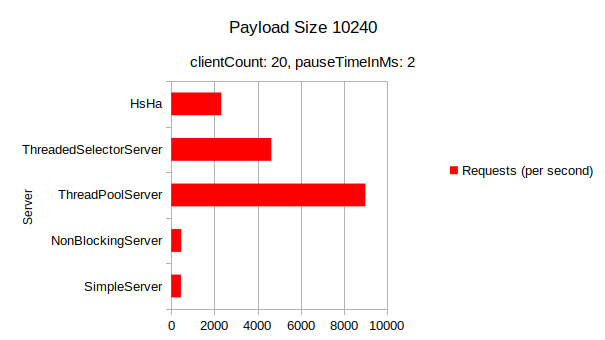 Payload Size 10240
clientCount: 20, pauseTimeInMs: 2
HsHa
ThreadedSelectorServer
ThreadPoolServer
NonBlockingServer
SimpleServer
Server
0 2000 4000 6000 8000 10000
Requests (per second)